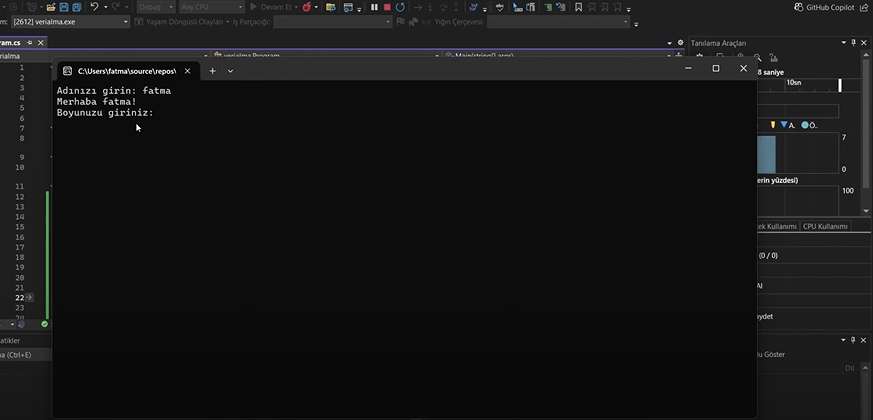 Debug
Any CPU
Devam Et
GitHub Copilot
m: [2612] verialma.exe
Yaşam Döngüsü Olayları
İş Parçacığı:
Yığın Çerçevesi
ram.cs
Tanılama Araçları
rialma
verialma.Program
Main(string[] args)
C:\Users\fatma\source\repos\
8 saniye
10sn
Adınızı girin: fatma
Merhaba fatma!
Boyunuzu giriniz:
A.
O..
7
0
erin yüzdesi)
100
ek Kullanımı
CPU Kullanımı
(0 / 0)
Al
aydet
1
2
3
4
5
6
7
8
9
10
11
12
13
14
15
16
17
18
19
20
21
22
23
24
atikler
a (Ctrl+E)
lu Göster
Dil